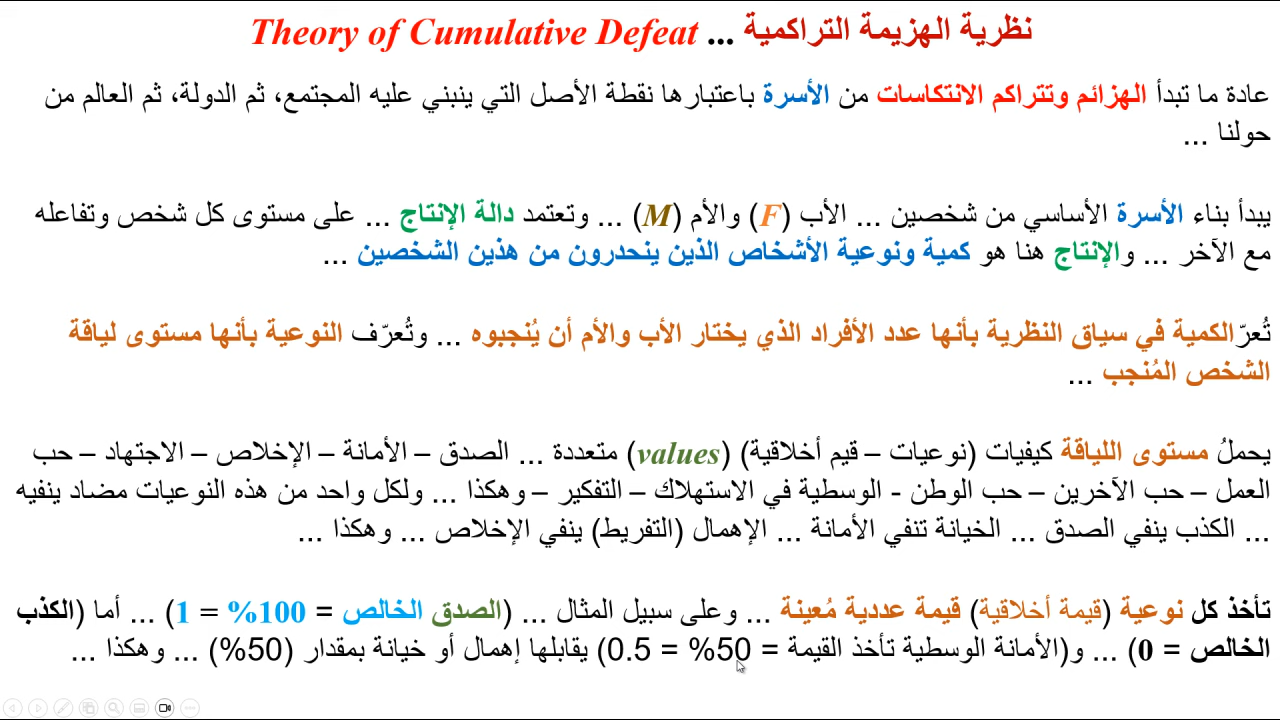 نظرية الهزيمة التراكمية ... Theory of Cumulative Defeat
عادة ما تبدأ الهزائم وتتراكم الانتكاسات من الأسرة باعتبارها نقطة الأصل التي ينبني عليه المجتمع، ثم الدولة، ثم العالم من
حولنا ...
يبدأ بناء الأسرة الأساسي من شخصين ... الأب (F) والأم (M) ... وتعتمد دالة الإنتاج ... على مستوى كل شخص وتفاعله
مع الآخر ... والإنتاج هنا هو كمية ونوعية الأشخاص الذين ينحدرون من هذين الشخصين ...
تُعرّ الكمية في سياق النظرية بأنها عدد الأفراد الذي يختار الأب والأم أن يُنجبوه ... وتُعرّف النوعية بأنها مستوى لياقة
الشخص المُنجب ...
يحملُ مستوى اللياقة كيفيات (نوعيات – قيم أخلاقية) (values) متعددة ... الصدق – الأمانة – الإخلاص – الاجتهاد – حب
العمل – حب الآخرين – حب الوطن - الوسطية في الاستهلاك – التفكير – وهكذا ... ولكل واحد من هذه النوعيات مضاد ينفيه
... الكذب ينفي الصدق ... الخيانة تنفي الأمانة ... الإهمال (التفريط) ينفي الإخلاص ... وهكذا ...
تأخذ كل نوعية (قيمة أخلاقية) قيمة عددية مُعينة ... وعلى سبيل المثال ... (الصدق الخالص = 100% = 1) ... أما (الكذب
الخالص = 0) ... و(الأمانة الوسطية تأخذ القيمة = 50% = 0.5) يقابلها إهمال أو خيانة بمقدار (50%) ... وهكذا ...